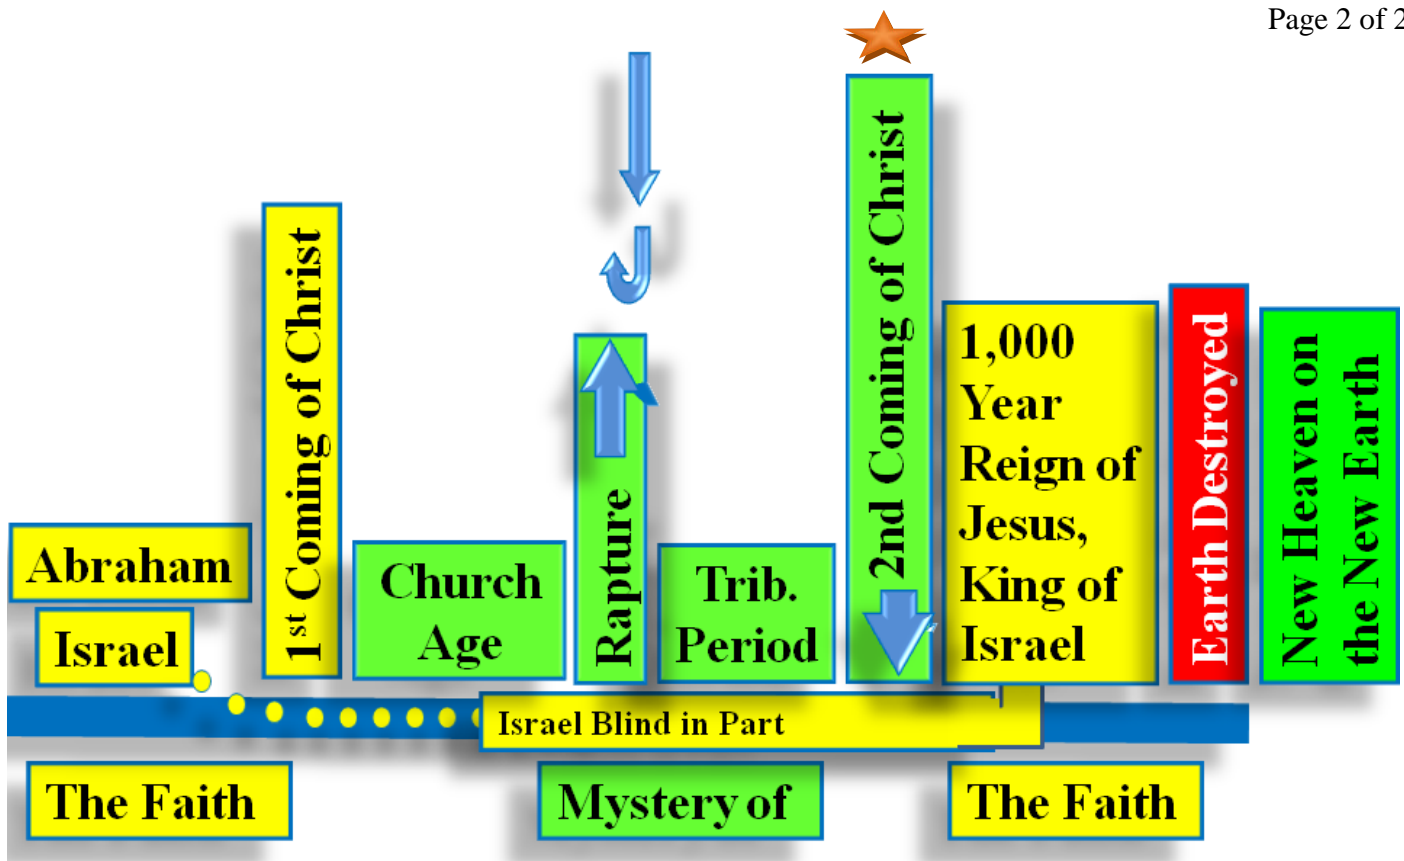 Page 2 of 2
Abraham
Israel
1st Coming of Christ
Church
Age
Rapture
Trib.
Period
2nd Coming of Christ
1,000
Year
Reign of
Jesus,
King of
Israel
Earth Destroyed
New Heaven on
the New Earth
Israel Blind in Part
The Faith
Mystery of
The Faith